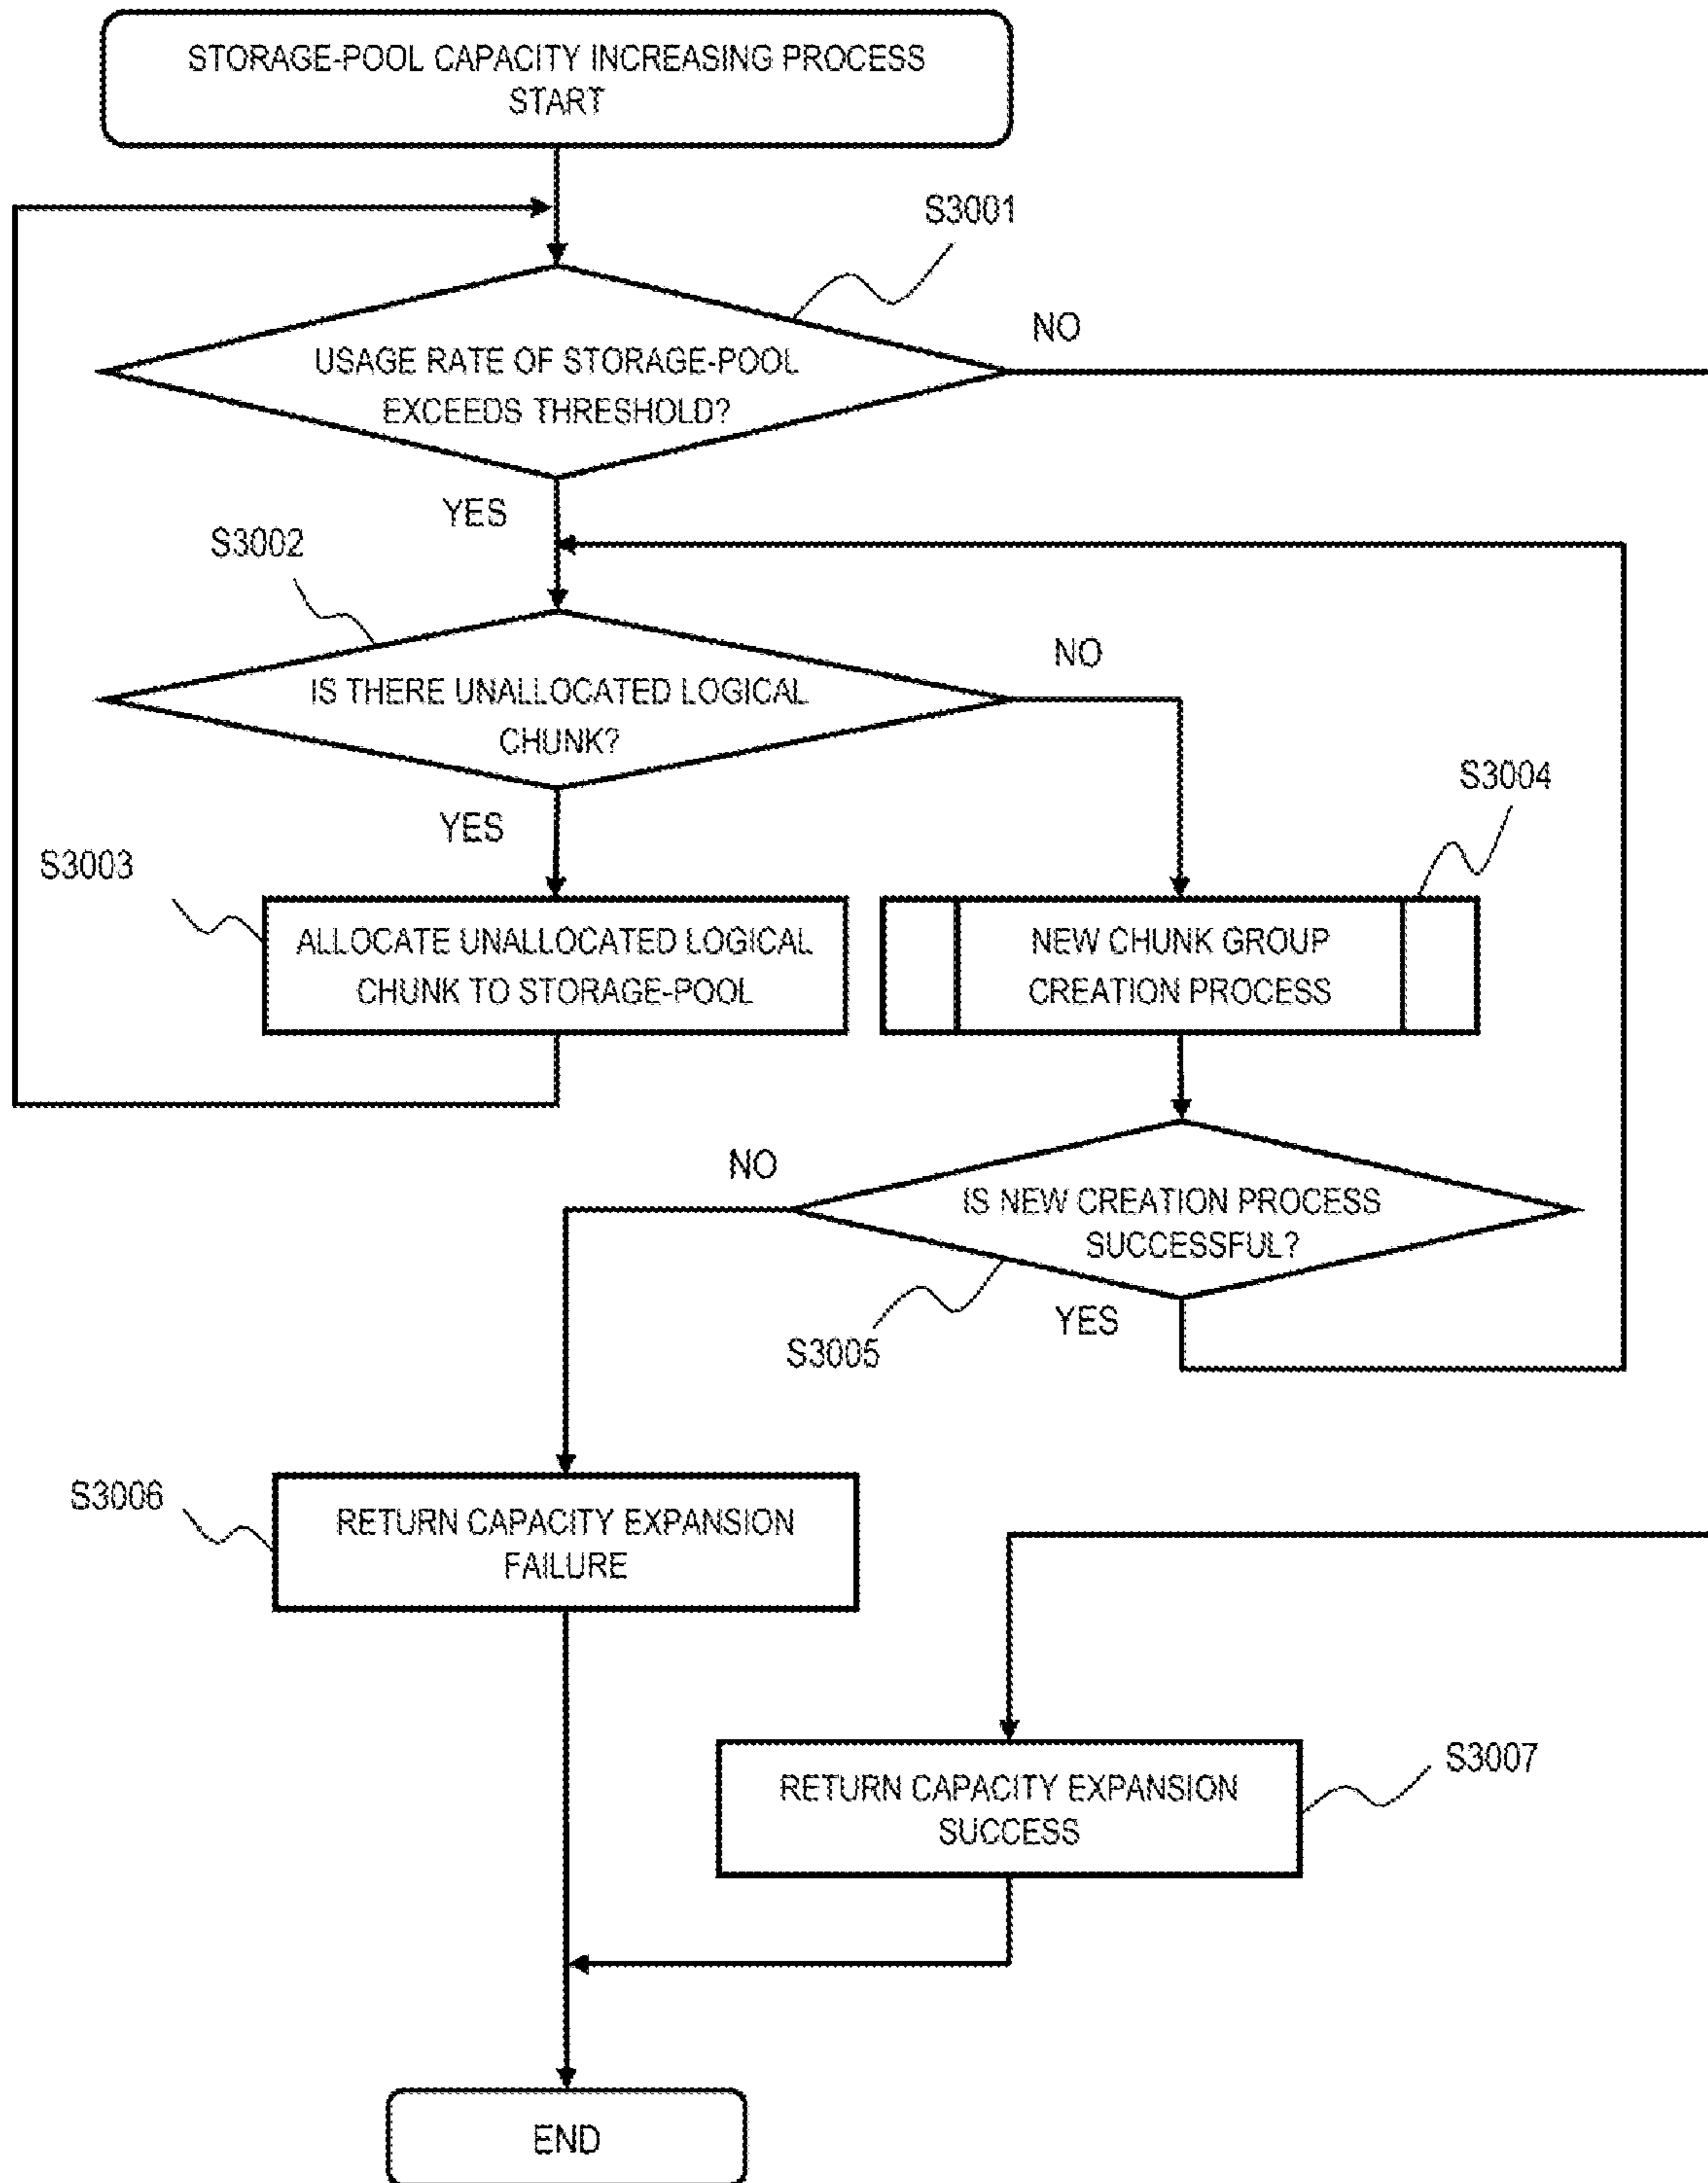 STORAGE-POOL CAPACITY INCREASING PROCESS
START
S3001
NO
USAGE RATE OF STORAGE-POOL
EXCEEDS THRESHOLD?
YES
S3002
NO
IS THERE UNALLOCATED LOGICAL
CHUNK?
S3004
YES
S3003
ALLOCATE UNALLOCATED LOGICAL
CHUNK TO STORAGE-POOL
NEW CHUNK GROUP
CREATION PROCESS
NO
IS NEW CREATION PROCESS
SUCCESSFUL?
YES
S3005
S3006
RETURN CAPACITY EXPANSION
FAILURE
S3007
RETURN CAPACITY EXPANSION
SUCCESS
END